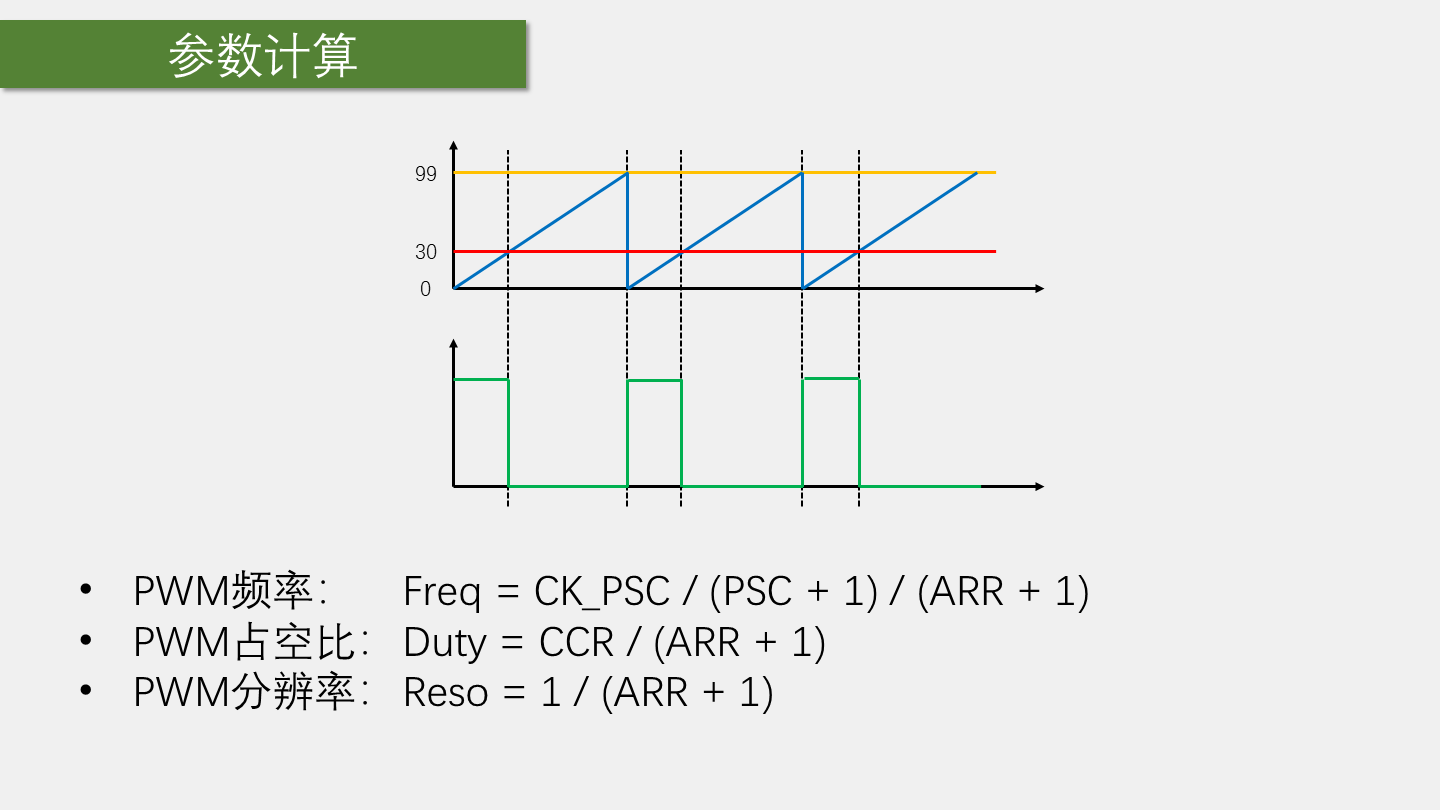 参数计算
99
30
0
• PWM频率： Freq = CK_PSC / (PSC + 1) / (ARR + 1)
• PWM占空比： Duty = CCR / (ARR + 1)
• PWM分辨率： Reso = 1 / (ARR + 1)